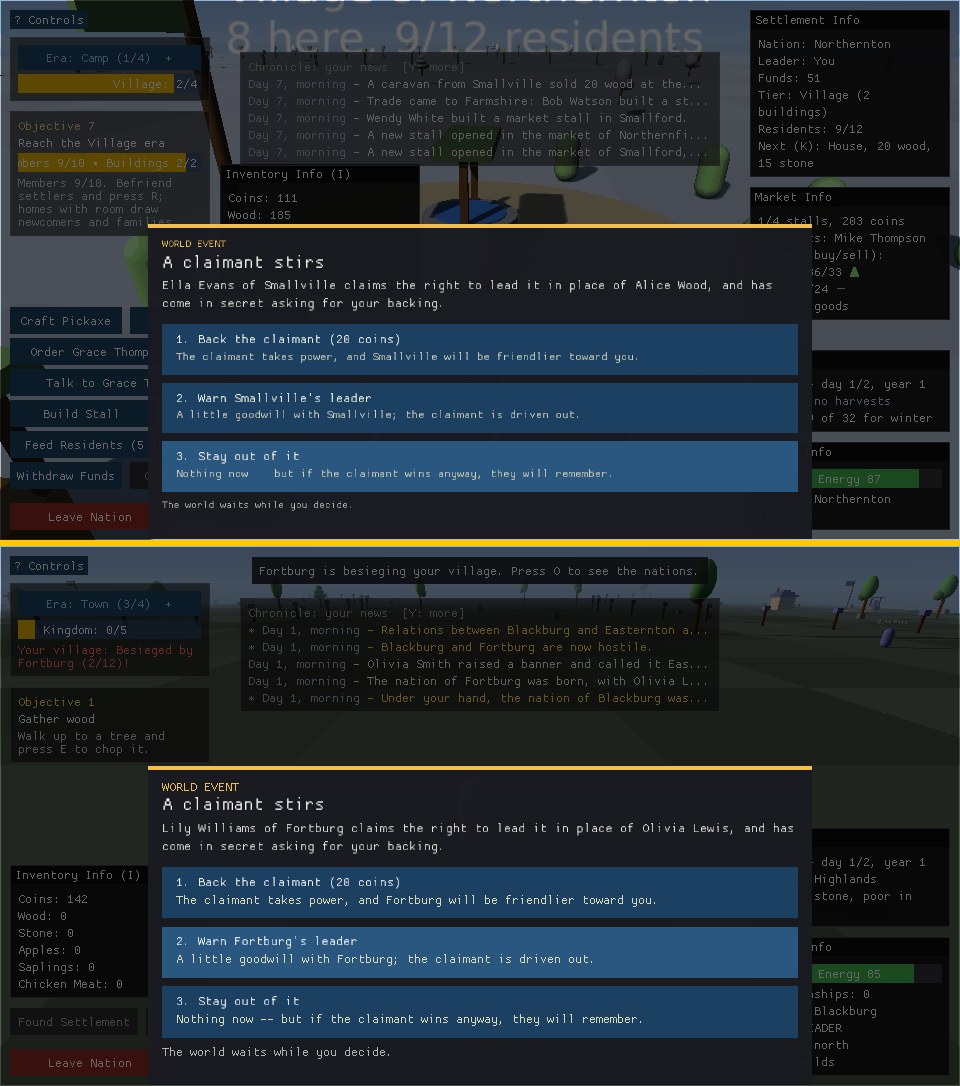 8 here, 9/12 residents
? Controls
Era: Camp (1/4) +
Village: 2/4
Objective 7
Reach the Village era
mbers 9/10 • Buildings 2/2
Members 9/10. Befriend
settlers and press R;
homes with room draw
newcomers and families
Chronicle: your news [Y: more]
Day 7, morning – A caravan from Smallville sold 20 wood at the...
Day 7, morning – Trade came to Farmshire: Bob Watson built a st...
Day 7, morning – Wendy White built a market stall in Smallford.
Day 7, morning – A new stall opened in the market of Northernfi...
Day 7, morning – A new stall opened in the market of Smallford,...
Inventory Info (I)
Coins: 111
Wood: 185
Settlement Info
Nation: Northernton
Leader: You
Funds: 51
Tier: Village (2
buildings)
Residents: 9/12
Next (K): House, 20 wood,
15 stone
Market Info
1/4 stalls, 203 coins
s: Mike Thompson
buy/sell):
36/33 ▲
/24 —
goods
WORLD EVENT
A claimant stirs
Ella Evans of Smallville claims the right to lead it in place of Alice Wood, and has
come in secret asking for your backing.
1. Back the claimant (20 coins)
The claimant takes power, and Smallville will be friendlier toward you.
2. Warn Smallville's leader
A little goodwill with Smallville; the claimant is driven out.
3. Stay out of it
Nothing now but if the claimant wins anyway, they will remember.
The world waits while you decide.
Craft Pickaxe
Order Grace Thomp
Talk to Grace T
Build Stall
Feed Residents (5
Withdraw Funds
Leave Nation
day 1/2, year 1
no harvests
of 32 for winter
nfo
Energy 87
Northernton
? Controls
Era: Town (3/4) +
Kingdom: 0/5
Your village: Besieged by
Fortburg (2/12)!
Objective 1
Gather wood
Walk up to a tree and
press E to chop it.
Fortburg is besieging your village. Press O to see the nations.
Chronicle: your news [Y: more]
* Day 1, morning – Relations between Blackburg and Easternton a...
* Day 1, morning – Blackburg and Fortburg are now hostile.
Day 1, morning – Olivia Smith raised a banner and called it Eas...
Day 1, morning – The nation of Fortburg was born, with Olivia L...
* Day 1, morning – Under your hand, the nation of Blackburg was...
WORLD EVENT
A claimant stirs
Lily Williams of Fortburg claims the right to lead it in place of Olivia Lewis, and has
come in secret asking for your backing.
1. Back the claimant (20 coins)
The claimant takes power, and Fortburg will be friendlier toward you.
2. Warn Fortburg's leader
A little goodwill with Fortburg; the claimant is driven out.
3. Stay out of it
Nothing now -- but if the claimant wins anyway, they will remember.
The world waits while you decide.
Inventory Info (I)
Coins: 142
Wood: 0
Stone: 0
Apples: 0
Saplings: 0
Chicken Meat: 0
Found Settlement
Leave Nation
day 1/2, year 1
Highlands
stone, poor in
nfo
Energy 85
ships: 0
Blackburg
EADER
north
lds